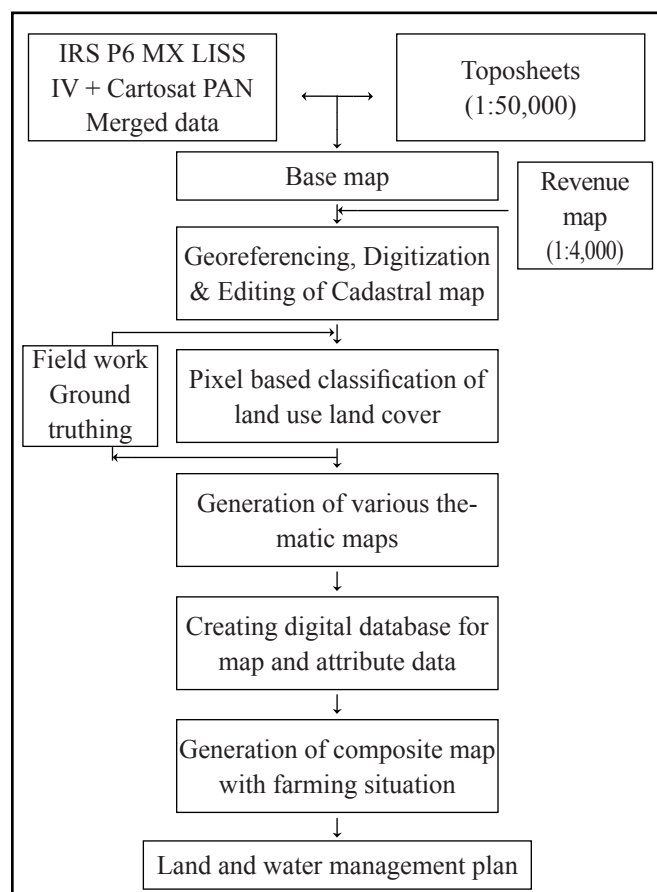 IRS P6 MX LISS
IV + Cartosat PAN
Merged data
Toposheets
(1:50,000)
Base map
Revenue
map
(1:4,000)
Georeferencing, Digitization
& Editing of Cadastral map
Field work
Ground
truthing
Pixel based classification of
land use land cover
Generation of various the-
matic maps
Creating digital database for
map and attribute data
Generation of composite map
with farming situation
Land and water management plan